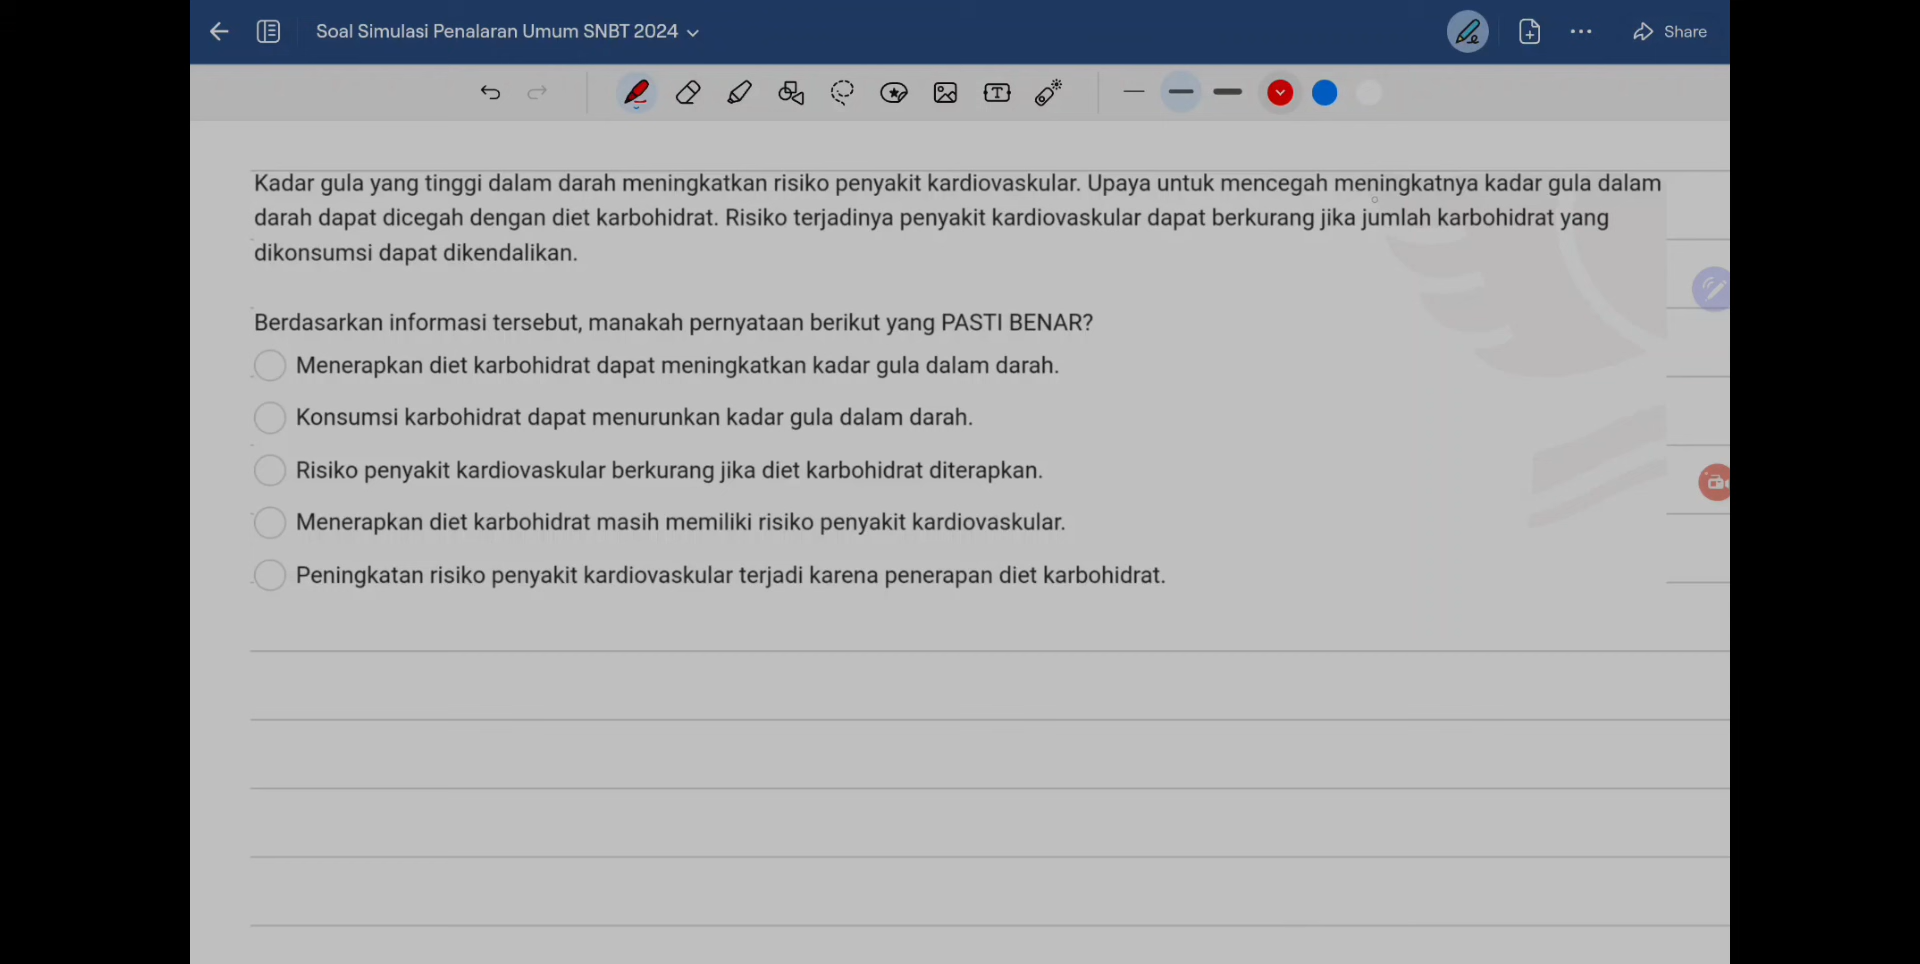 Soal Simulasi Penalaran Umum SNBT 2024
Share
Kadar gula yang tinggi dalam darah meningkatkan risiko penyakit kardiovaskular. Upaya untuk mencegah meningkatnya kadar gula dalam
darah dapat dicegah dengan diet karbohidrat. Risiko terjadinya penyakit kardiovaskular dapat berkurang jika jumlah karbohidrat yang
dikonsumsi dapat dikendalikan.
Berdasarkan informasi tersebut, manakah pernyataan berikut yang PASTI BENAR?
Menerapkan diet karbohidrat dapat meningkatkan kadar gula dalam darah.
Konsumsi karbohidrat dapat menurunkan kadar gula dalam darah.
Risiko penyakit kardiovaskular berkurang jika diet karbohidrat diterapkan.
Menerapkan diet karbohidrat masih memiliki risiko penyakit kardiovaskular.
Peningkatan risiko penyakit kardiovaskular terjadi karena penerapan diet karbohidrat.